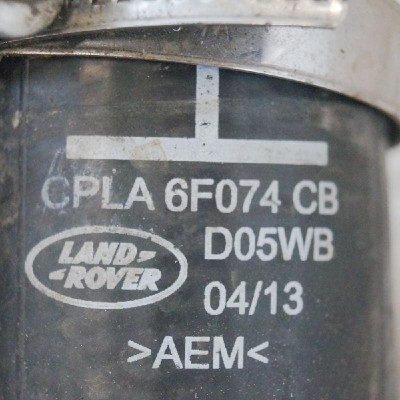 CPLA 6F074 CB
LAND-
-ROVER
D05WB
04/13
>AEM<